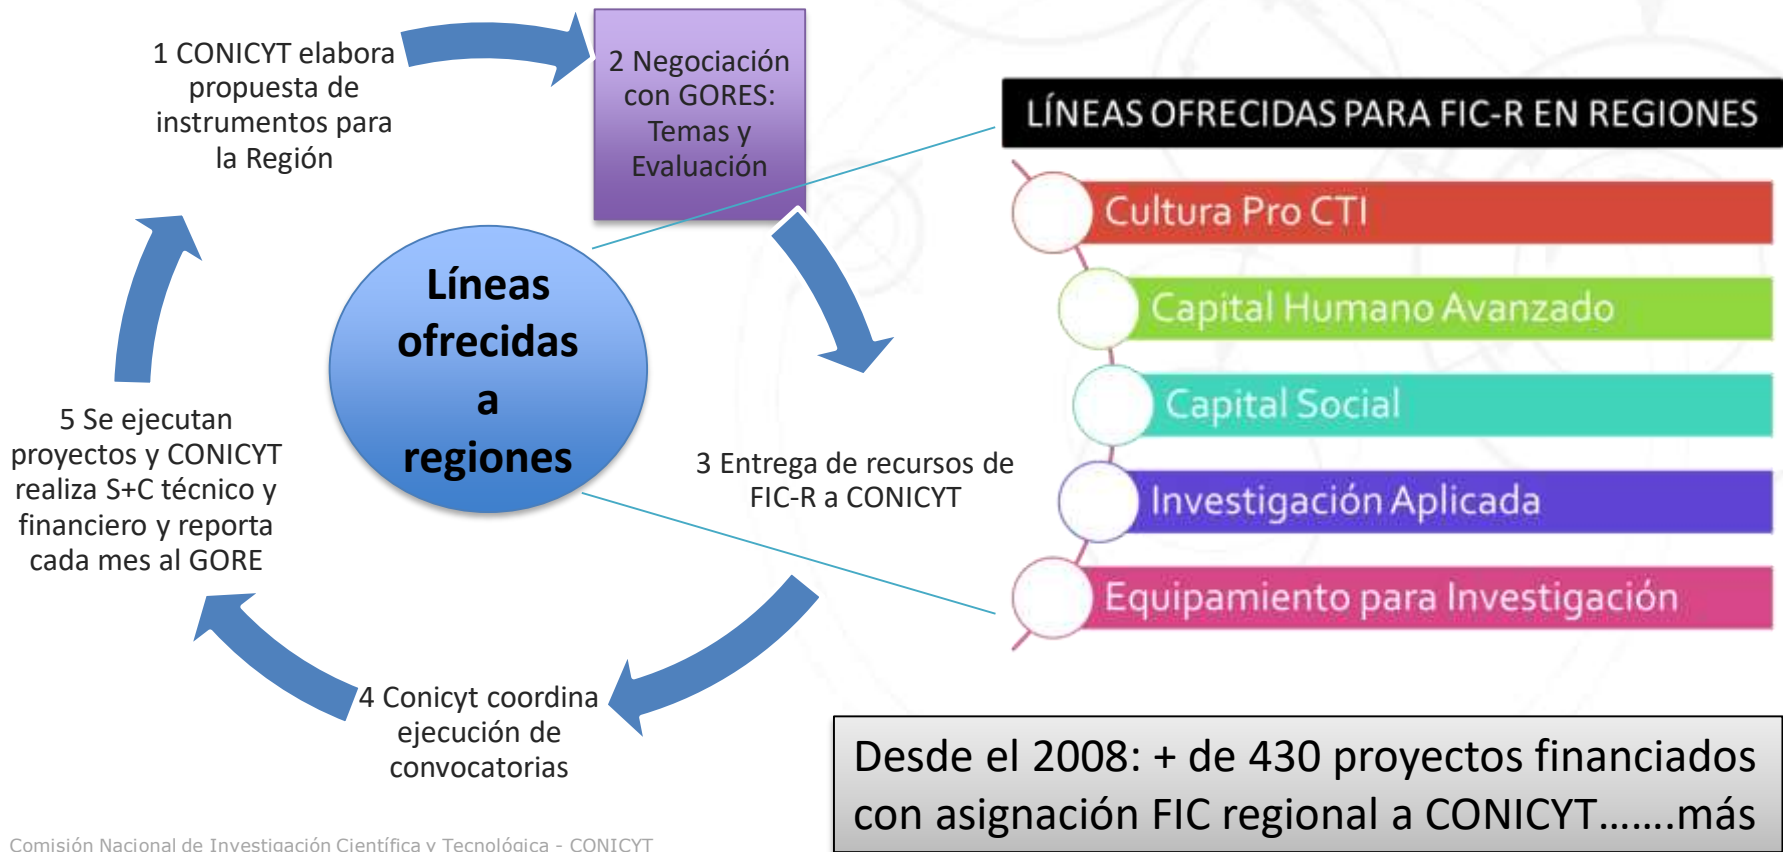 1 CONICYT elabora
propuesta de
instrumentos para
la Región
2 Negociación
con GORES:
Temas y
Evaluación
3 Entrega de recursos de
FIC-R a CONICYT
4 Conicyt coordina
ejecución de
convocatorias
5 Se ejecutan
proyectos y CONICYT
realiza S+C técnico y
financiero y reporta
cada mes al GORE
Líneas
ofrecidas
a
regiones
LÍNEAS OFRECIDAS PARA FIC-R EN REGIONES
Cultura Pro CTI
Capital Humano Avanzado
Capital Social
Investigación Aplicada
Equipamiento para Investigación
Desde el 2008: + de 430 proyectos financiados
con asignación FIC regional a CONICYT.......más
Comisión Nacional de Investigación Científica y Tecnológica - CONICYT